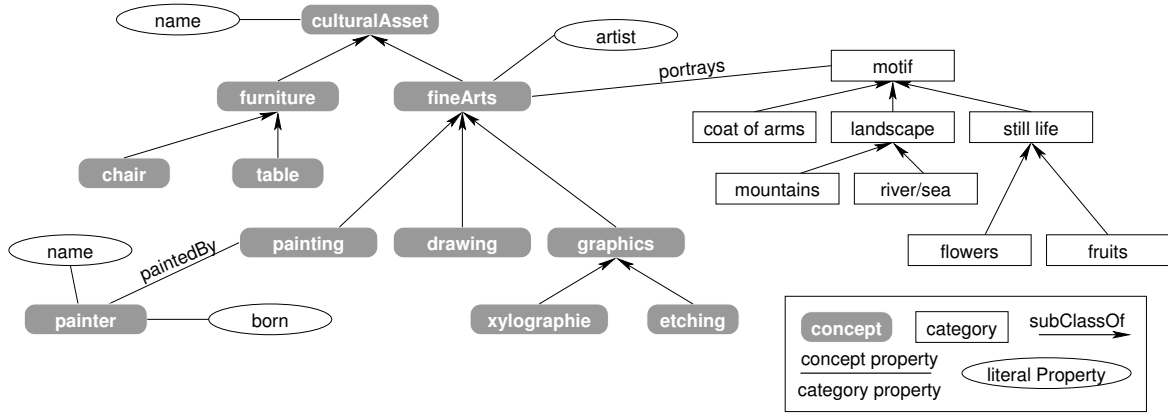 name
culturalAsset
artist
portrays
motif
furniture
fineArts
coat of arms
landscape
still life
chair
table
mountains
river/sea
name
paintedBy
painting
drawing
graphics
flowers
fruits
painter
born
xylographie
etching
concept
category
subClassOf
concept property
category property
literal Property